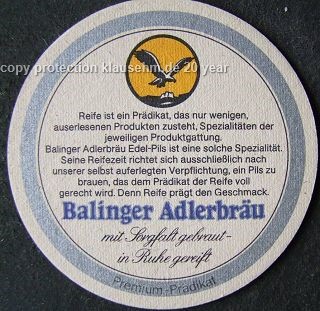 copy protection klausehm.de 20 year
Reife ist ein Prädikat, das nur wenigen,
auserlesenen Produkten zusteht, Spezialitäten der
jeweiligen Produktgattung.
Balinger Adlerbräu Edel-Pils ist eine solche Spezialität.
Seine Reifezeit richtet sich ausschließlich nach
unserer selbst auferlegten Verpflichtung, ein Pils zu
brauen, das dem Prädikat der Reife voll
gerecht wird. Denn Reife prägt den Geschmack.
Balinger Adlerbräu
mit Sorgfalt gebraut-
in Ruhe gereift
Premium-Prädikat